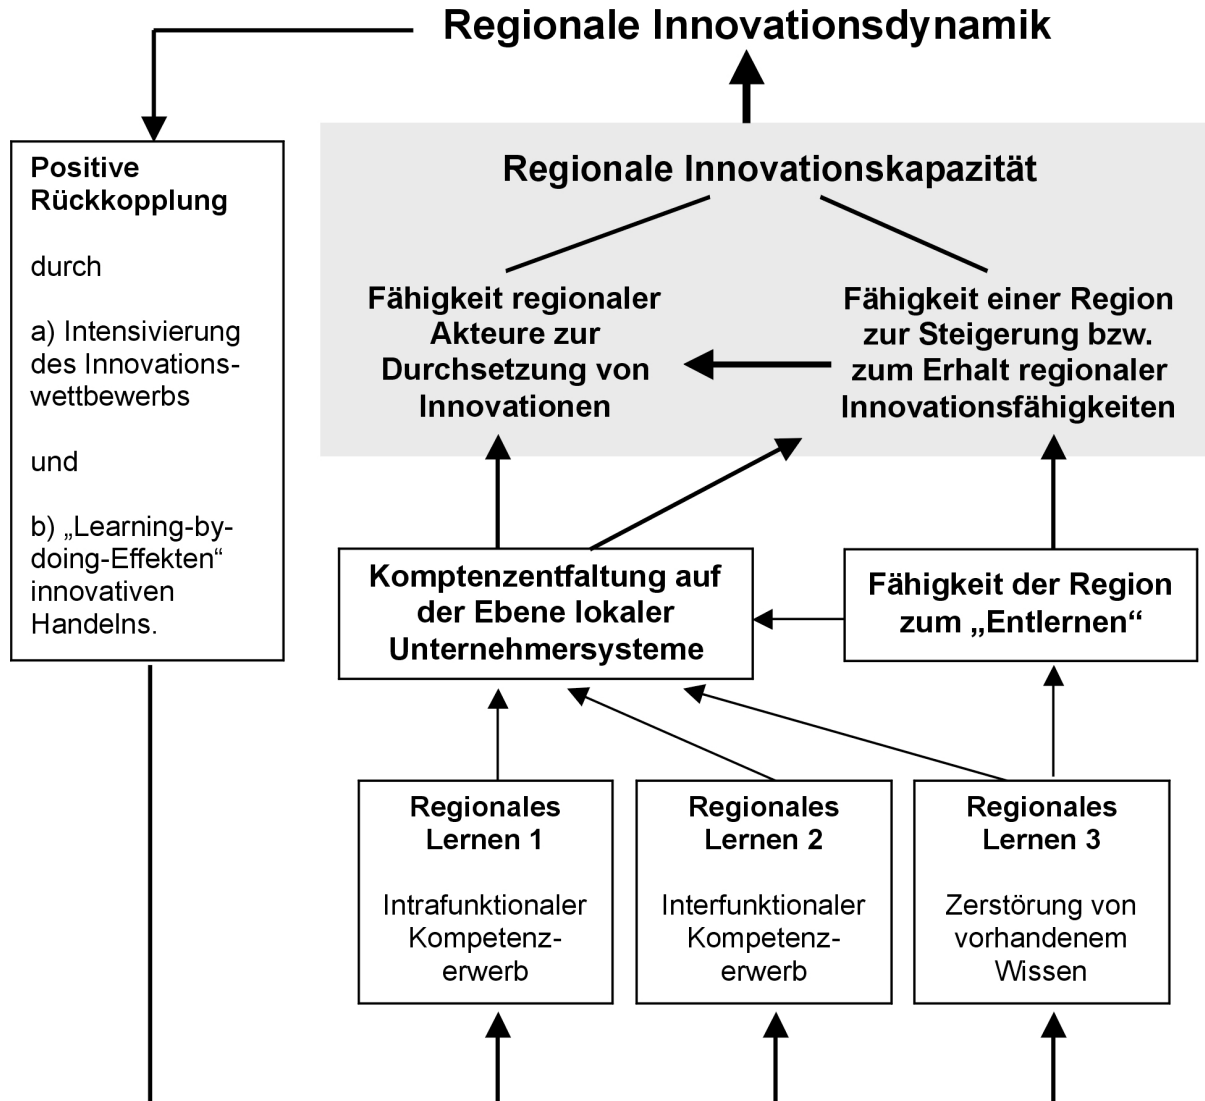 Regionale Innovationsdynamik
Positive
Rückkopplung
durch
a) Intensivierung
des Innovations-
wettbewerbs
und
b) „Learning-by-
doing-Effekten“
innovativen
Handelns.
Regionale Innovationskapazität
Fähigkeit regionaler
Akteure zur
Durchsetzung von
Innovationen
Fähigkeit einer Region
zur Steigerung bzw.
zum Erhalt regionaler
Innovationsfähigkeiten
Komptenzentfaltung auf
der Ebene lokaler
Unternehmersysteme
Fähigkeit der Region
zum „Entlernen“
Regionales
Lernen 1
Intrafunktionaler
Kompetenz-
erwerb
Regionales
Lernen 2
Interfunktionaler
Kompetenz-
erwerb
Regionales
Lernen 3
Zerstörung von
vorhandenem
Wissen